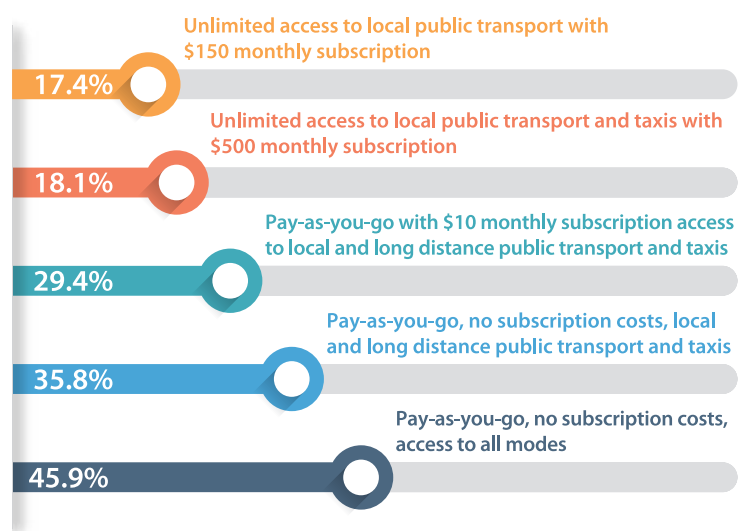 Unlimited access to local public transport with
$150 monthly subscription
17.4%
Unlimited access to local public transport and taxis with
$500 monthly subscription
18.1%
Pay-as-you-go with $10 monthly subscription access
to local and long distance public transport and taxis
29.4%
Pay-as-you-go, no subscription costs, local
and long distance public transport and taxis
35.8%
Pay-as-you-go, no subscription costs,
access to all modes
45.9%